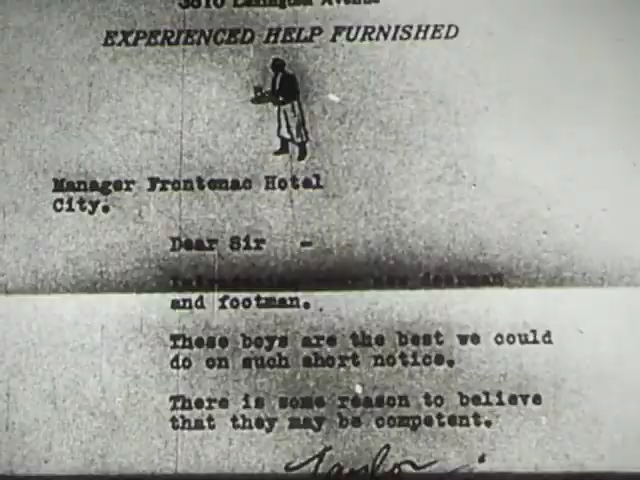 EXPERIENCED HELP FURNISHED
Manager Frontenac Hotel
City.
Dear Sir -
and footman.
These boys are the best we could
do on such short notice.
There is some reason to believe
that they may be competent.